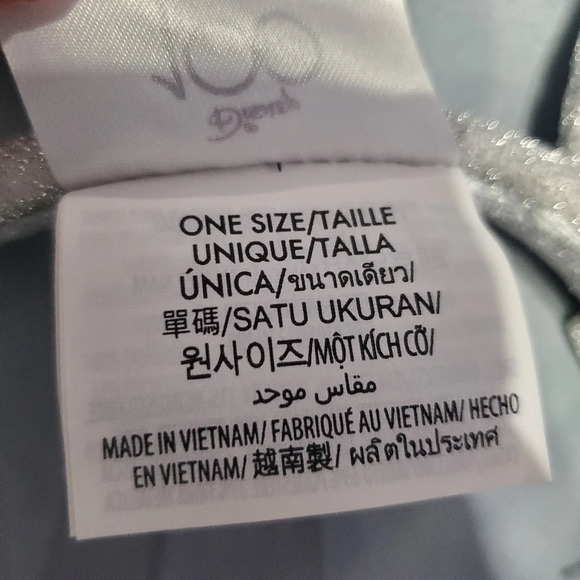 100
Disney
ONE SIZE/TAILLE
UNIQUE/TALLA
ÚNICA/ขนาดเดียว/
單碼/SATU UKURAN/
원사이즈/MỘT KÍCH CỠ/
مقاس موحد
MADE IN VIETNAM/ FABRIQUÉ AU VIETNAM/ HECHO
EN VIETNAM/ 越南製/ ผลิตในประเทศ